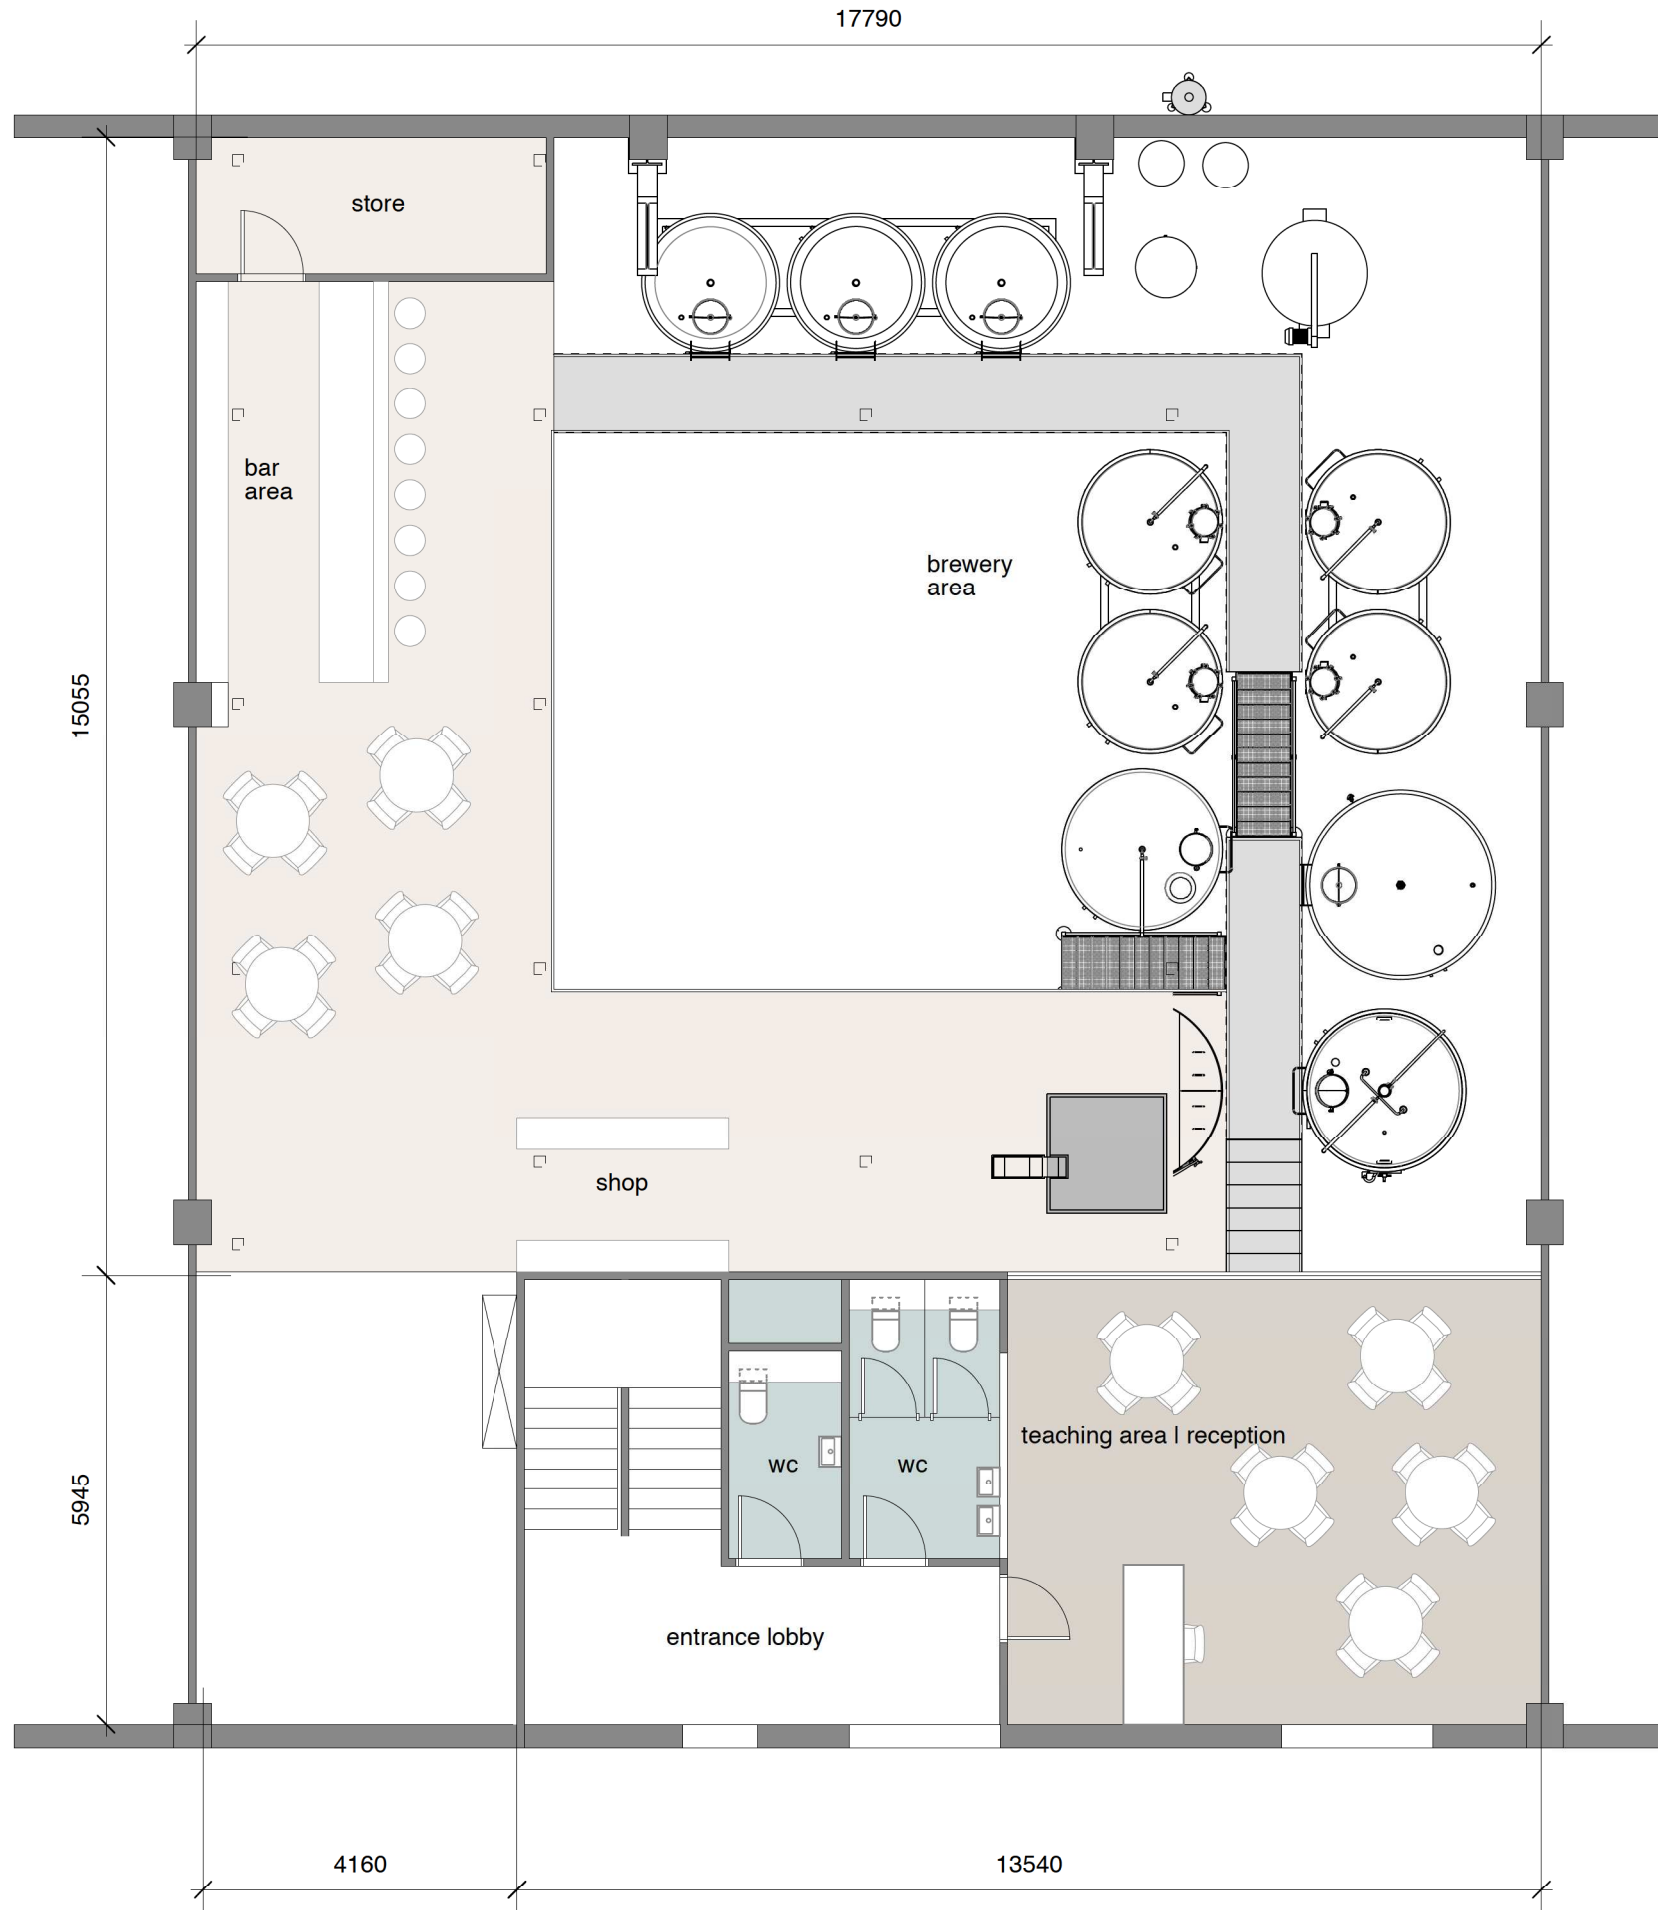 17790
store
bar
area
brewery
area
15055
shop
teaching area I reception
wc
wc
5945
entrance lobby
4160
13540